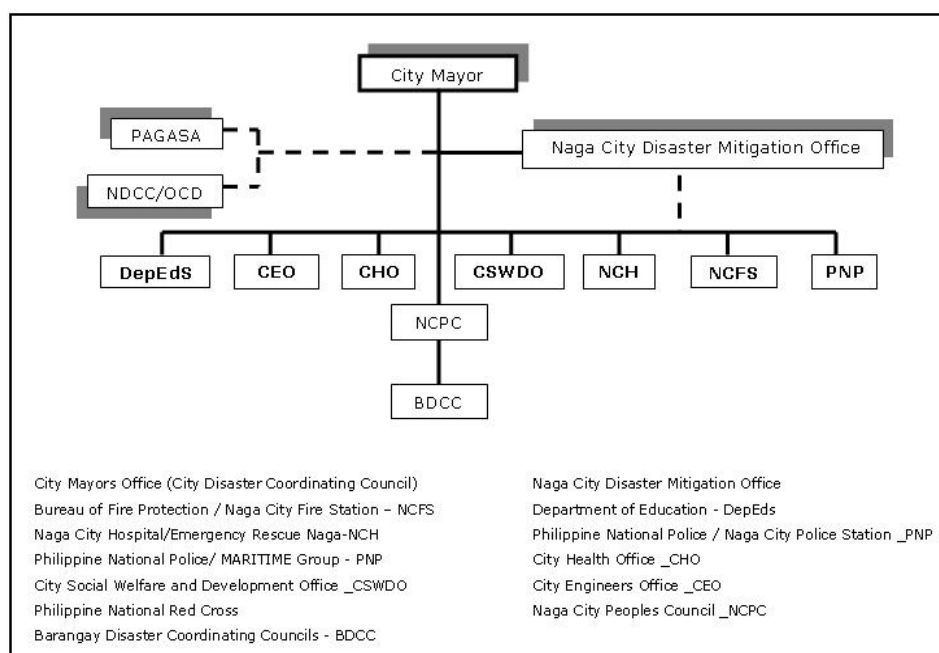 City Mayor
PAGASA
Naga City Disaster Mitigation Office
NDCC/OCD
DepEdS
CEO
CHO
CSWDO
NCH
NCFS
PNP
NCPC
BDCC
City Mayors Office (City Disaster Coordinating Council)
Bureau of Fire Protection / Naga City Fire Station – NCFS
Naga City Hospital/Emergency Rescue Naga-NCH
Philippine National Police/ MARITIME Group - PNP
City Social Welfare and Development Office _CSWDO
Philippine National Red Cross
Barangay Disaster Coordinating Councils - BDCC
Naga City Disaster Mitigation Office
Department of Education - DepEds
Philippine National Police / Naga City Police Station _PNP
City Health Office _CHO
City Engineers Office _CEO
Naga City Peoples Council _NCPC